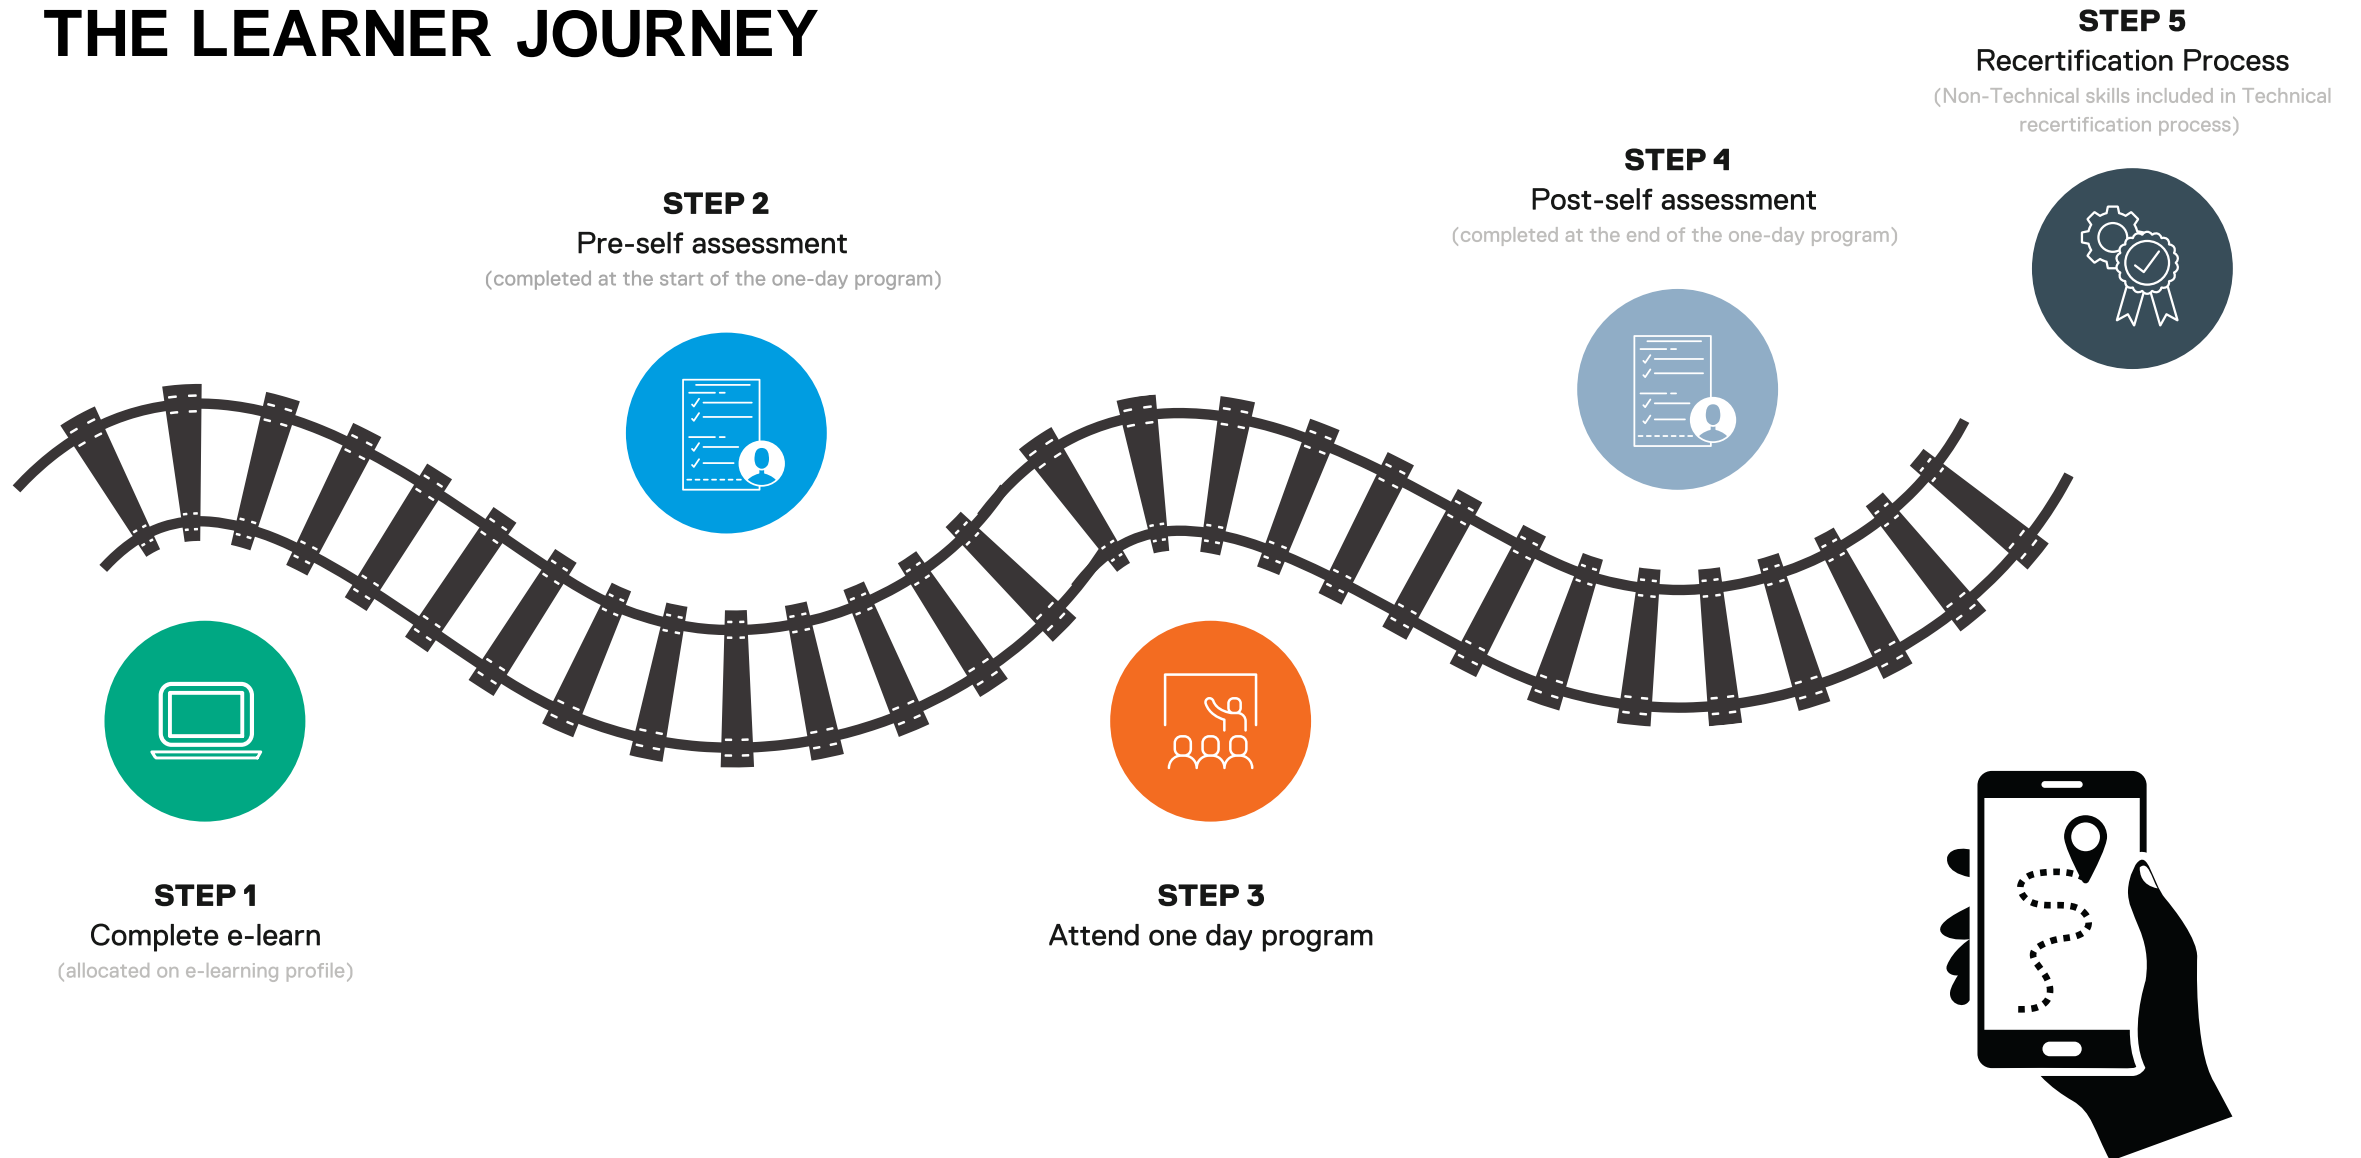 THE LEARNER JOURNEY
STEP 1
Complete e-learn
(allocated on e-learning profile)
STEP 2
Pre-self assessment
(completed at the start of the one-day program)
STEP 3
Attend one day program
STEP 4
Post-self assessment
(completed at the end of the one-day program)
STEP 5
Recertification Process
(Non-Technical skills included in Technical
recertification process)